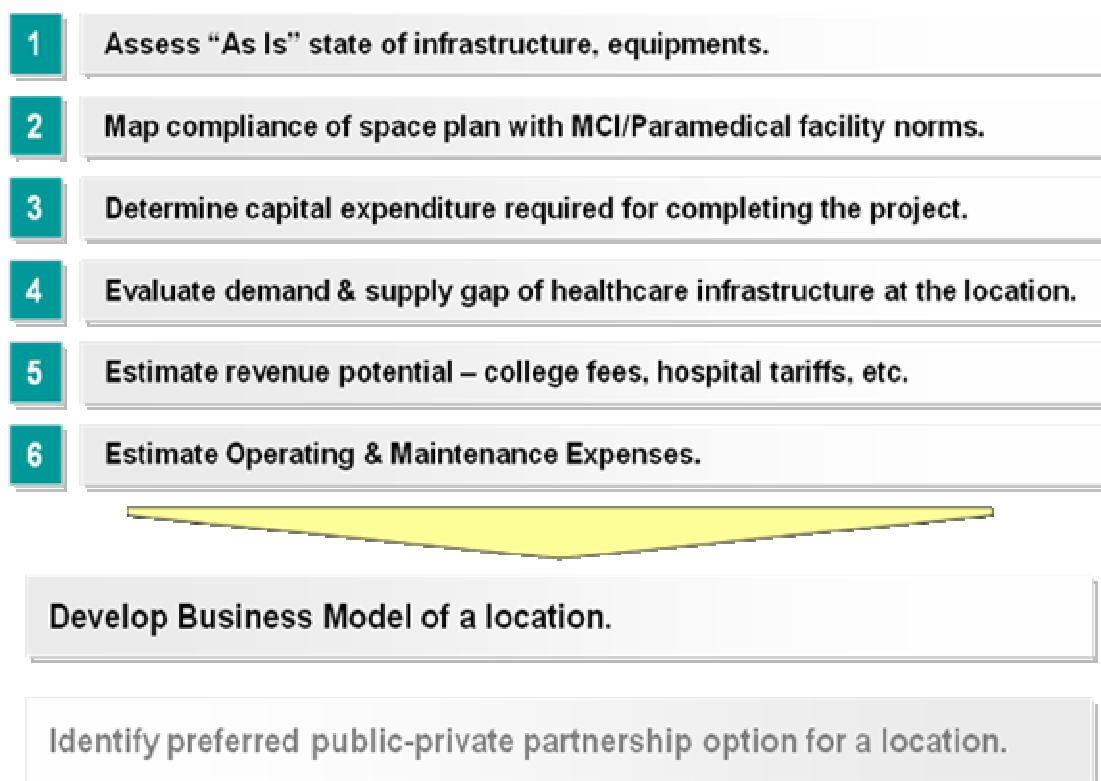 1 Assess “As Is” state of infrastructure, equipments.
2 Map compliance of space plan with MCI/Paramedical facility norms.
3 Determine capital expenditure required for completing the project.
4 Evaluate demand & supply gap of healthcare infrastructure at the location.
5 Estimate revenue potential – college fees, hospital tariffs, etc.
6 Estimate Operating & Maintenance Expenses.
Develop Business Model of a location.
Identify preferred public-private partnership option for a location.